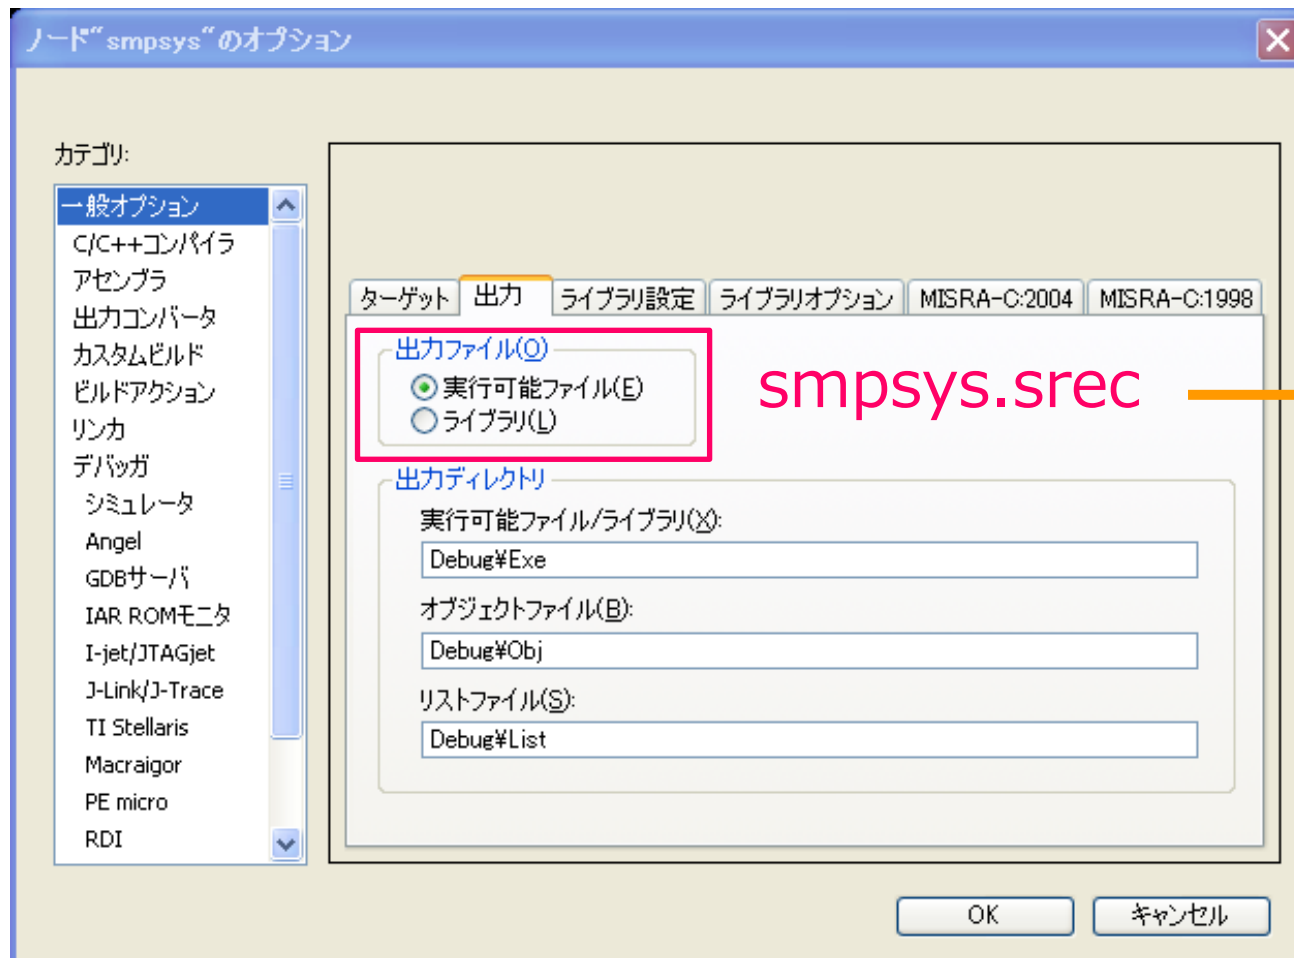 ノード"smpsys"のオプション
カテゴリ:
一般オプション
C/C++コンパイラ
アセンブラ
出力コンバータ
カスタムビルド
ビルドアクション
リンカ
デバッガ
シミュレータ
Angel
GDBサーバ
IAR ROMモニタ
I-jet/JTAGjet
J-Link/J-Trace
TI Stellaris
Macraigor
PE micro
RDI
ターゲット 出力 ライブラリ設定 ライブラリオプション MISRA-C:2004 MISRA-C:1998
出力ファイル(O)
実行可能ファイル(E)
ライブラリ(L)
smpsys.srec
出力ディレクトリ
実行可能ファイル/ライブラリ(X):
Debug¥Exe
オブジェクトファイル(B):
Debug¥Obj
リストファイル(S):
Debug¥List
OK キャンセル